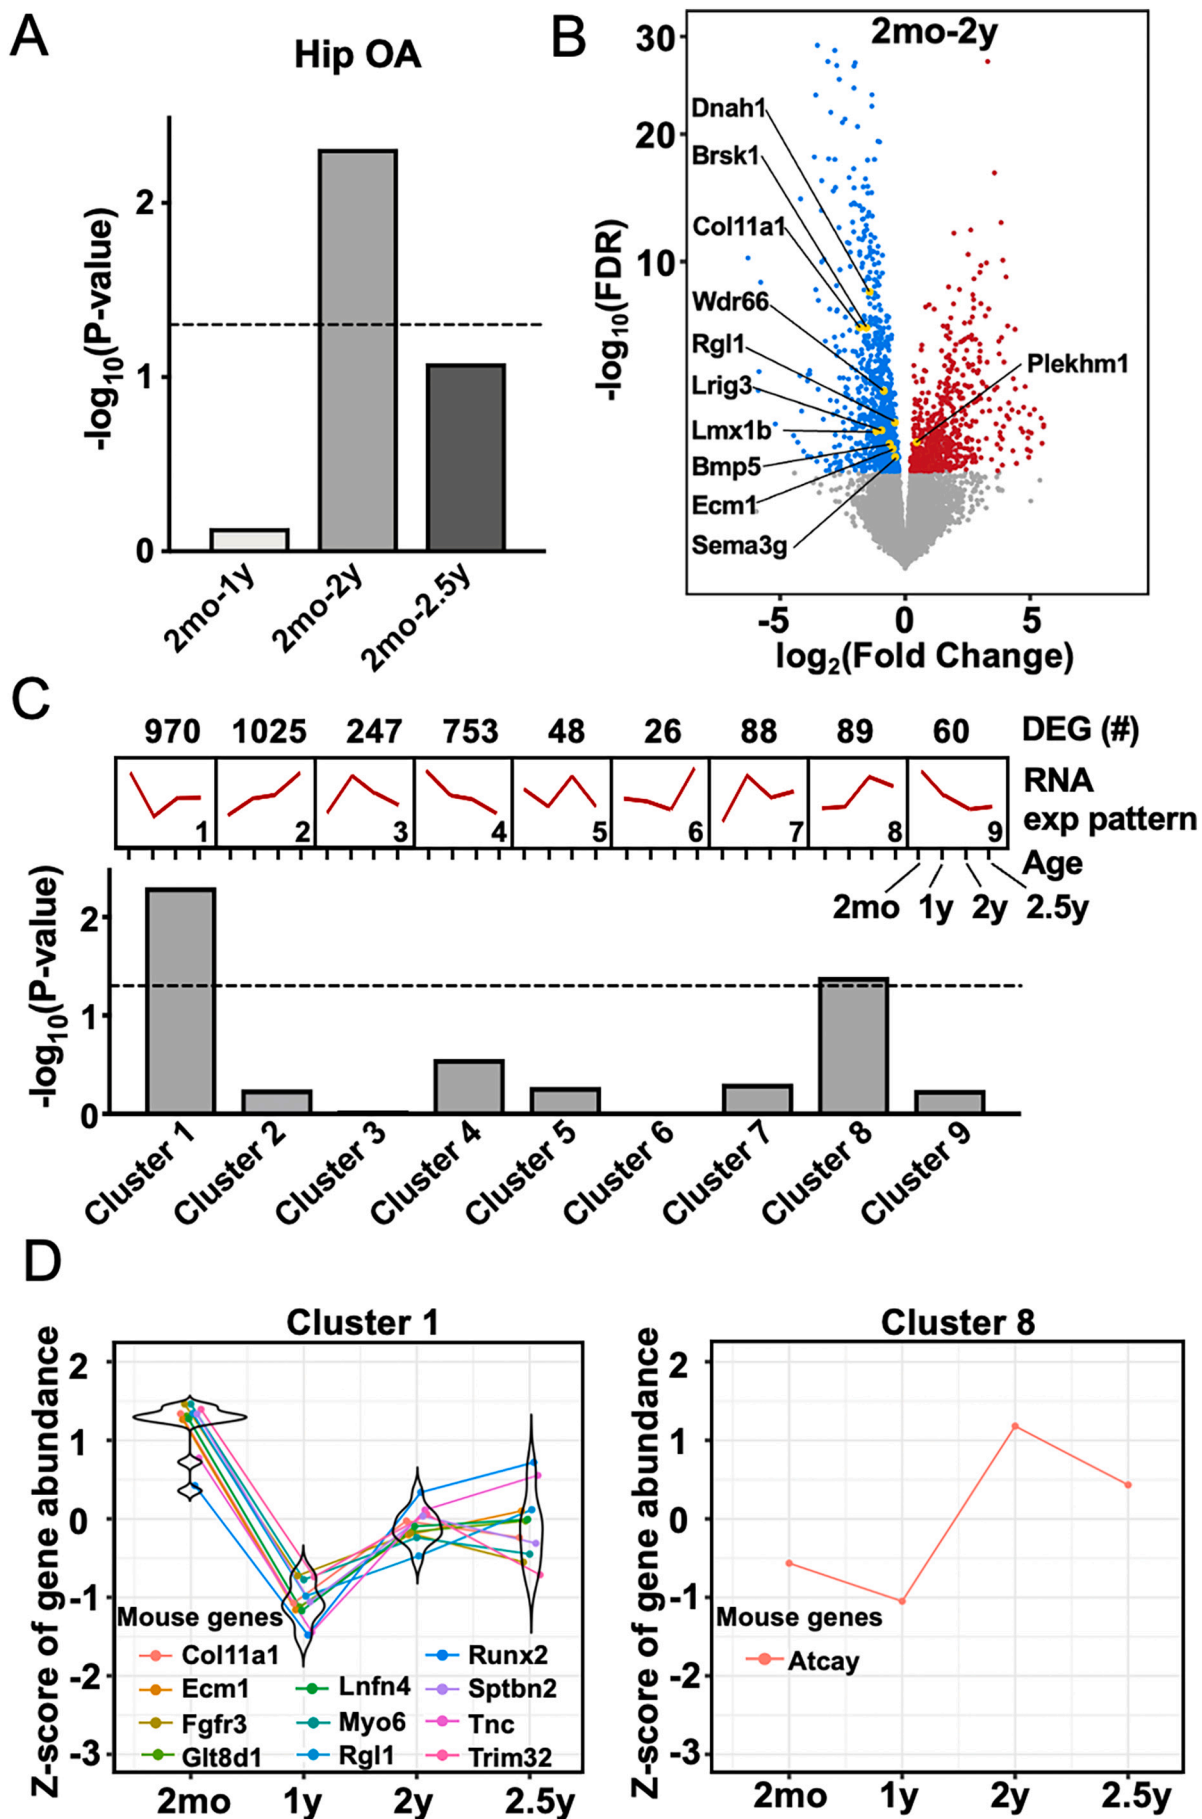 A
Hip OA
-log10(P-value)
2
1
0
2mo-1y
2mo-2y
2mo-2.5y
B
2mo-2y
-log10(FDR)
30
20
10
Dnah1
Brsk1
Col11a1
Wdr66
Rgl1
Lrig3
Lmx1b
Bmp5
Ecm1
Sema3g
Plekhm1
-5 0 5
log2(Fold Change)
C
970 1025 247 753 48 26 88 89 60 DEG (#)
1 2 3 4 5 6 7 8 9
RNA
exp pattern
Age
2mo 1y 2y 2.5y
-log10(P-value)
2
1
0
Cluster 1
Cluster 2
Cluster 3
Cluster 4
Cluster 5
Cluster 6
Cluster 7
Cluster 8
Cluster 9
D
Cluster 1
Z-score of gene abundance
2
1
0
-1
-2
-3
Mouse genes
Col11a1
Ecm1
Fgfr3
Glt8d1
Lnfn4
Myo6
Rgl1
Runx2
Sptbn2
Tnc
Trim32
2mo 1y 2y 2.5y
Cluster 8
Z-score of gene abundance
2
1
0
-1
-2
-3
Mouse genes
Atcay
2mo 1y 2y 2.5y